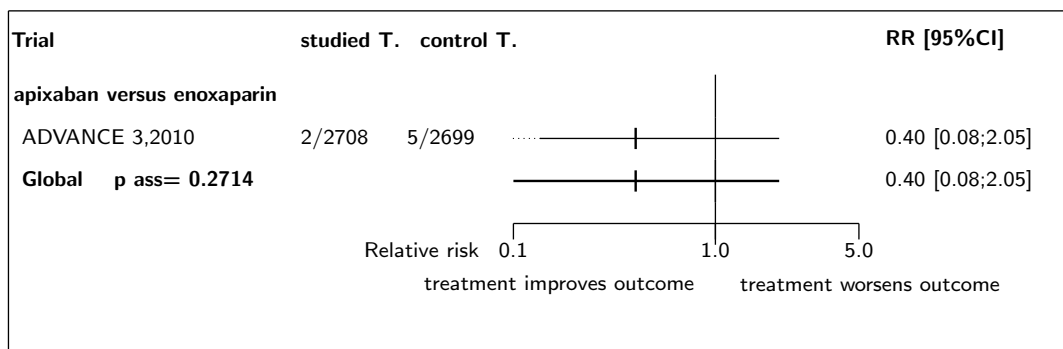 Trial studied T. control T. RR [95%CI]
apixaban versus enoxaparin
ADVANCE 3,2010 2/2708 5/2699 0.40 [0.08;2.05]
Global p ass= 0.2714 0.40 [0.08;2.05]
Relative risk 0.1 1.0 5.0
treatment improves outcome treatment worsens outcome